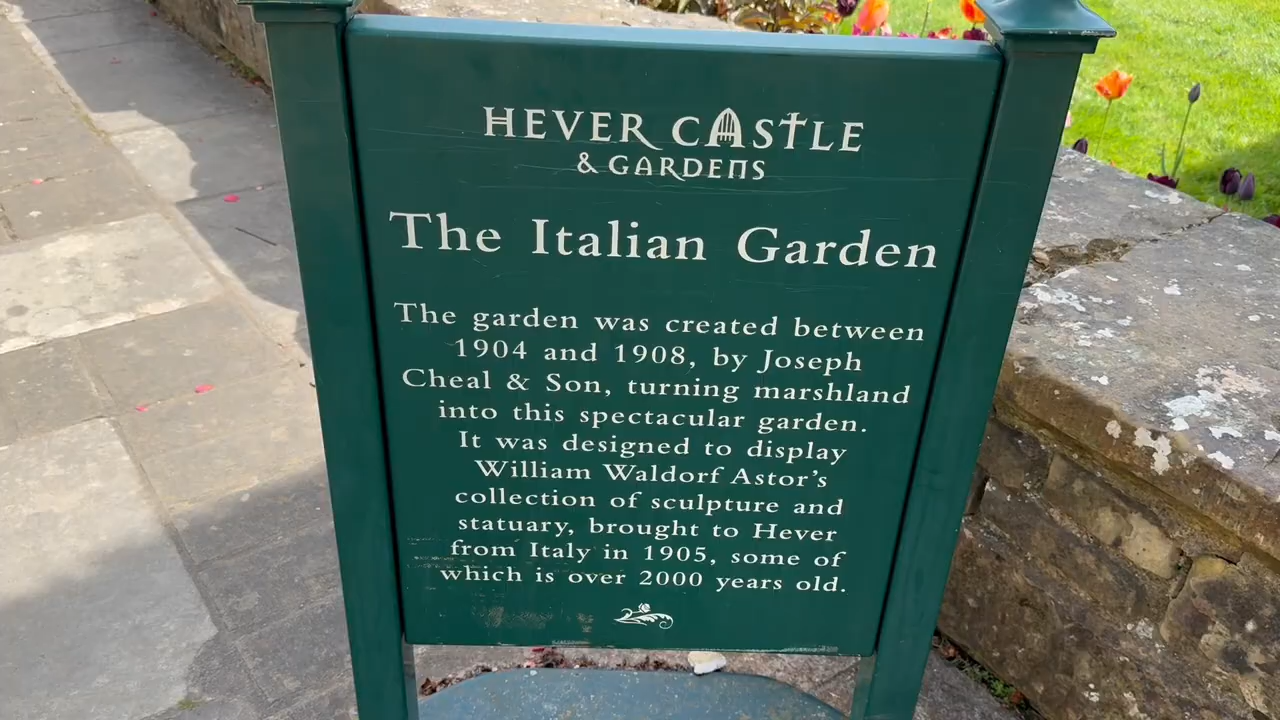 HEVER CASTLE
& GARDENS
The Italian Garden
The garden was created between
1904 and 1908, by Joseph
Cheal & Son, turning marshland
into this spectacular garden.
It was designed to display
William Waldorf Astor's
collection of sculpture and
statuary, brought to Hever
from Italy in 1905, some of
which is over 2000 years old.